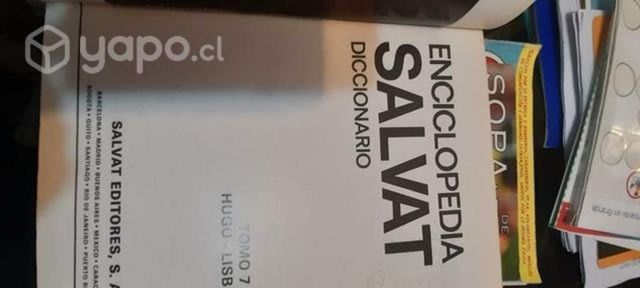 yapo.cl
ENCICLOPEDIA
SALVAT
DICCIONARIO
TOMO 7
HUGO - LISB
SALVAT EDITORES, S. A
BARCELONA • MADRID • BUENOS AIRES • MEXICO • CARAC
BOGOTA • QUITO • SANTIAGO • RIO DE JANEIRO • PUERTO R
SOPA
DE